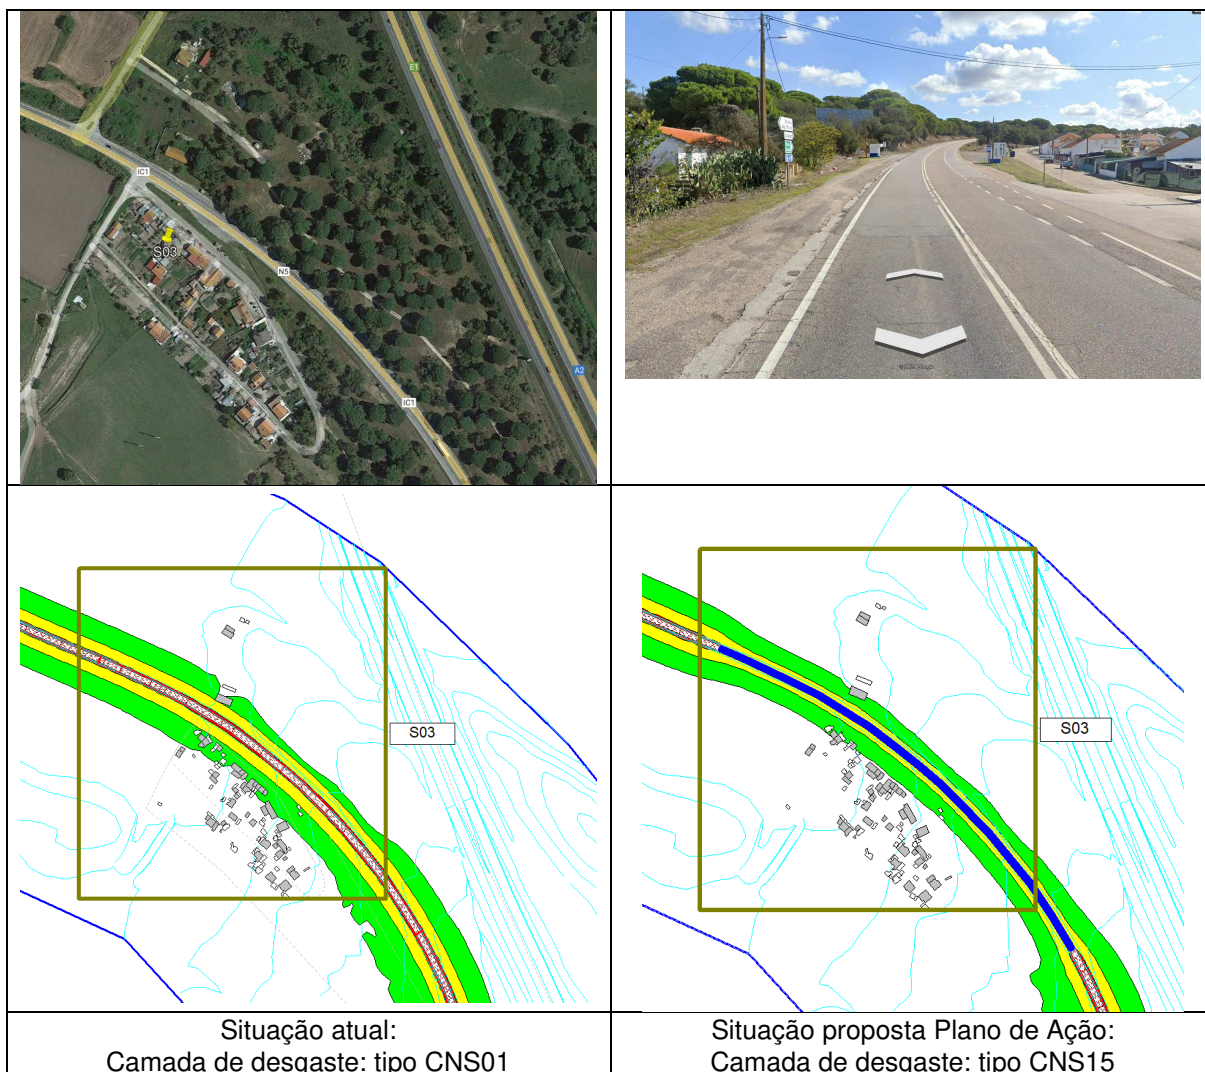 E1
IC1
S03
N5
A2
IC1
S03
S03
Situação atual:
Camada de desgaste: tipo CNS01
Situação proposta Plano de Ação:
Camada de desgaste: tipo CNS15